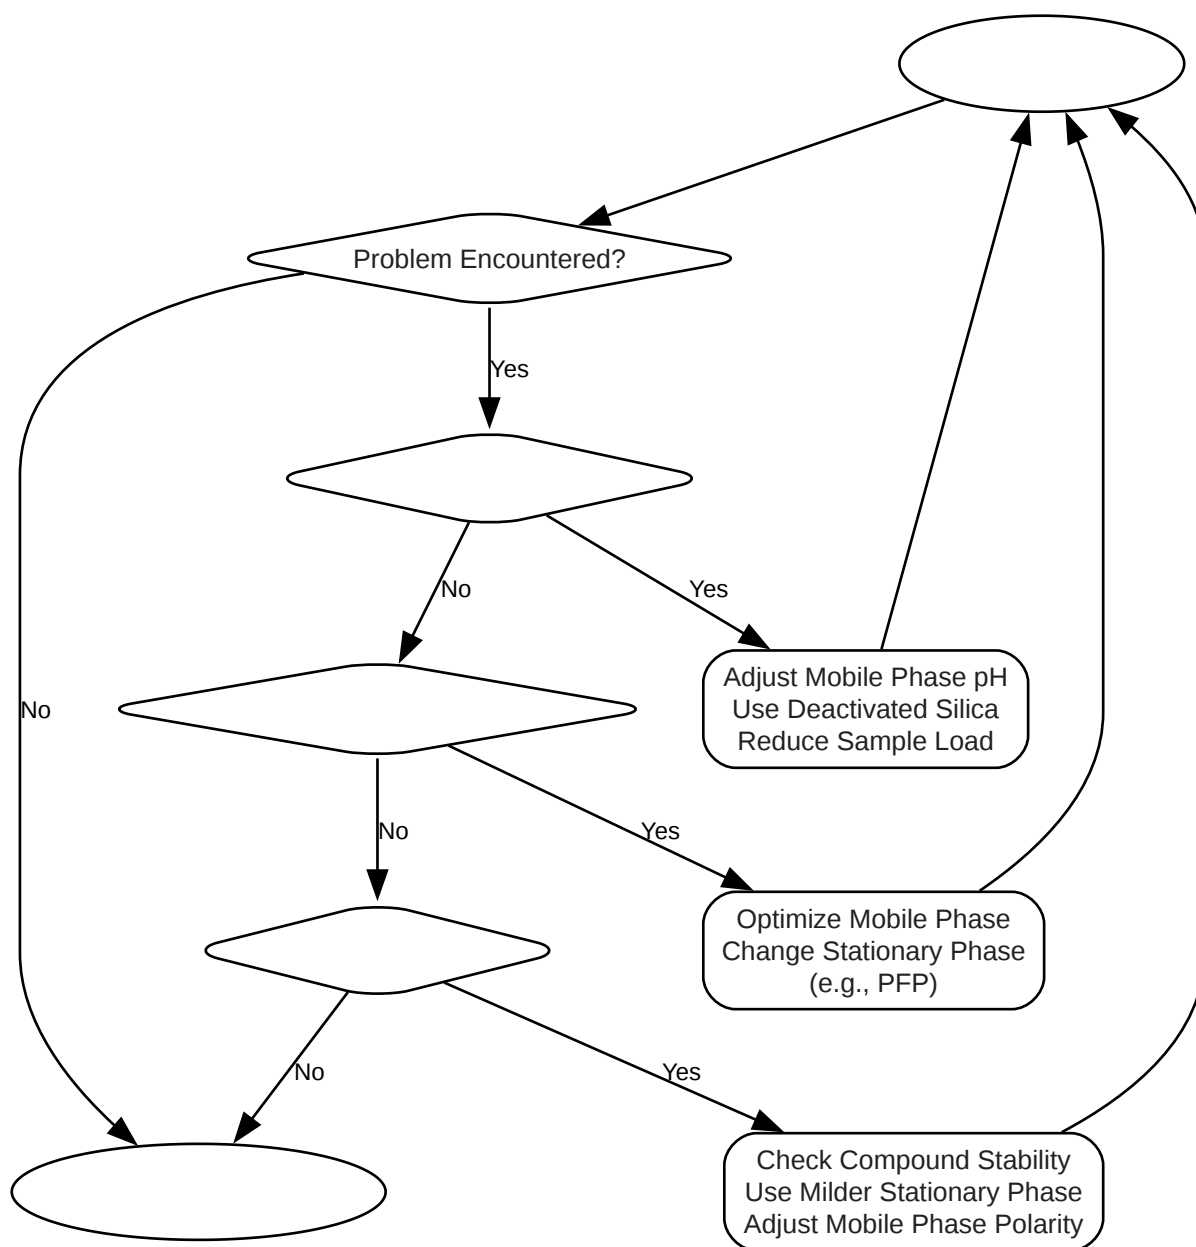 Problem Encountered?
Yes
No
Yes
Adjust Mobile Phase pH
Use Deactivated Silica
Reduce Sample Load
No
No
Yes
Optimize Mobile Phase
Change Stationary Phase
(e.g., PFP)
No
Yes
Check Compound Stability
Use Milder Stationary Phase
Adjust Mobile Phase Polarity